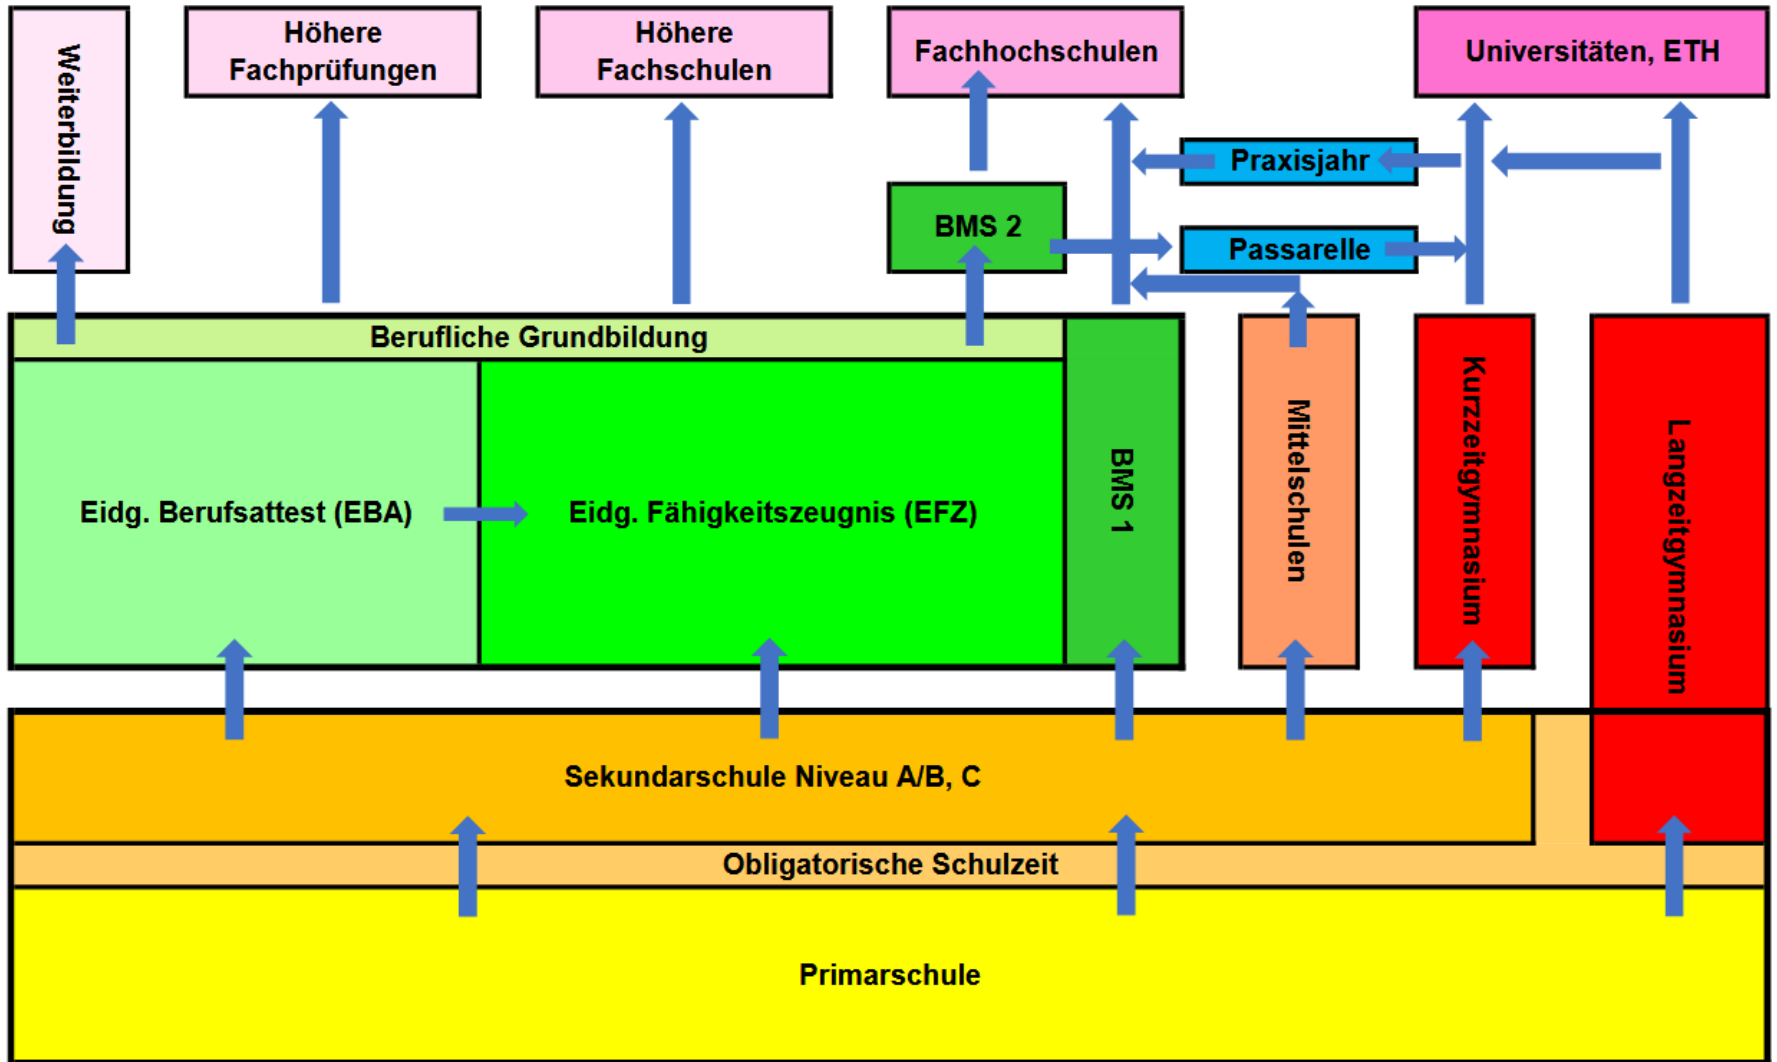 Weiterbildung
Höhere
Fachprüfungen
Höhere
Fachschulen
Fachhochschulen
Universitäten, ETH
Praxisjahr
BMS 2
Passarelle
Berufliche Grundbildung
Eidg. Berufsattest (EBA)
Eidg. Fähigkeitszeugnis (EFZ)
BMS 1
Mittelschulen
Kurzzeitgymnasium
Langzeitgymnasium
Sekundarschule Niveau A/B, C
Obligatorische Schulzeit
Primarschule